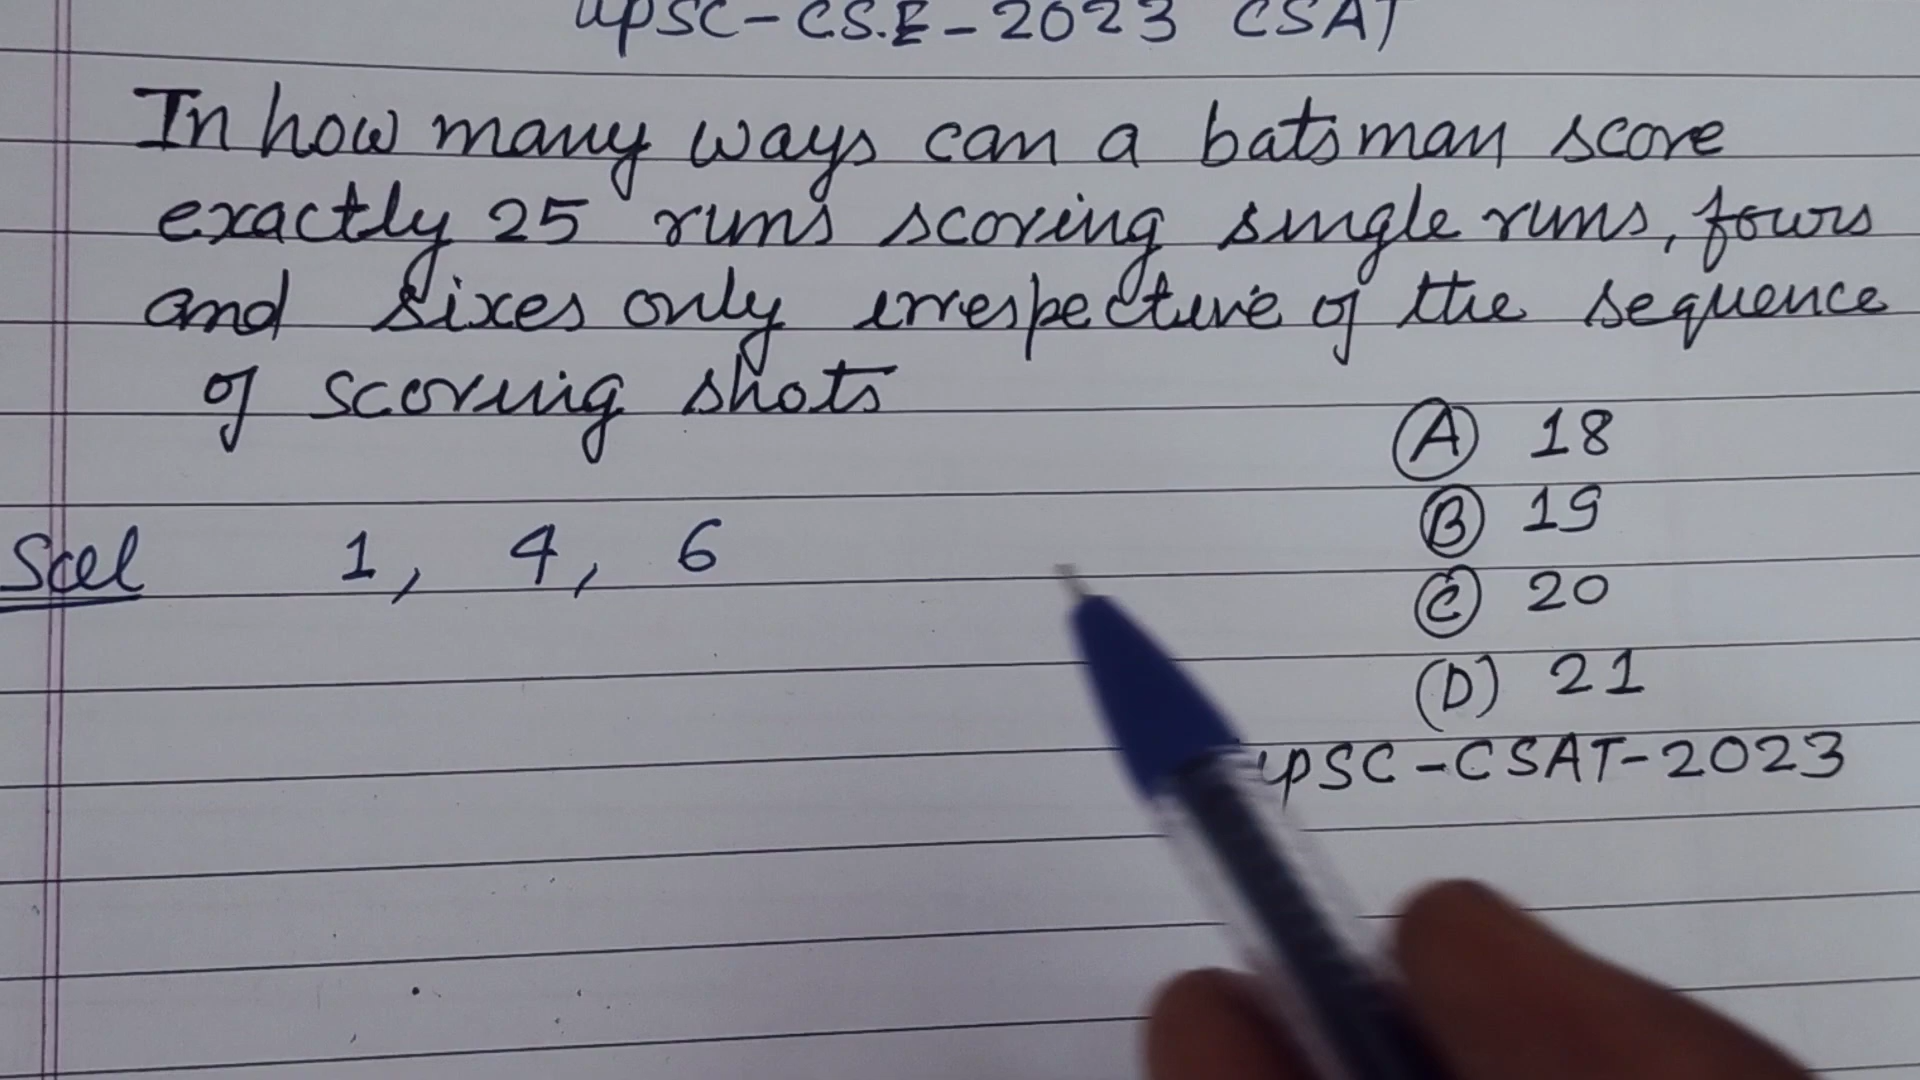 UPSC-CS.E-2023 CSAT
In how many ways can a batsman score
exactly 25 runs scoring single runs, fours
and sixes only irrespective of the sequence
of scoring shots
(A) 18
(B) 19
(C) 20
(D) 21
Sol 1, 4, 6
UPSC-CSAT-2023